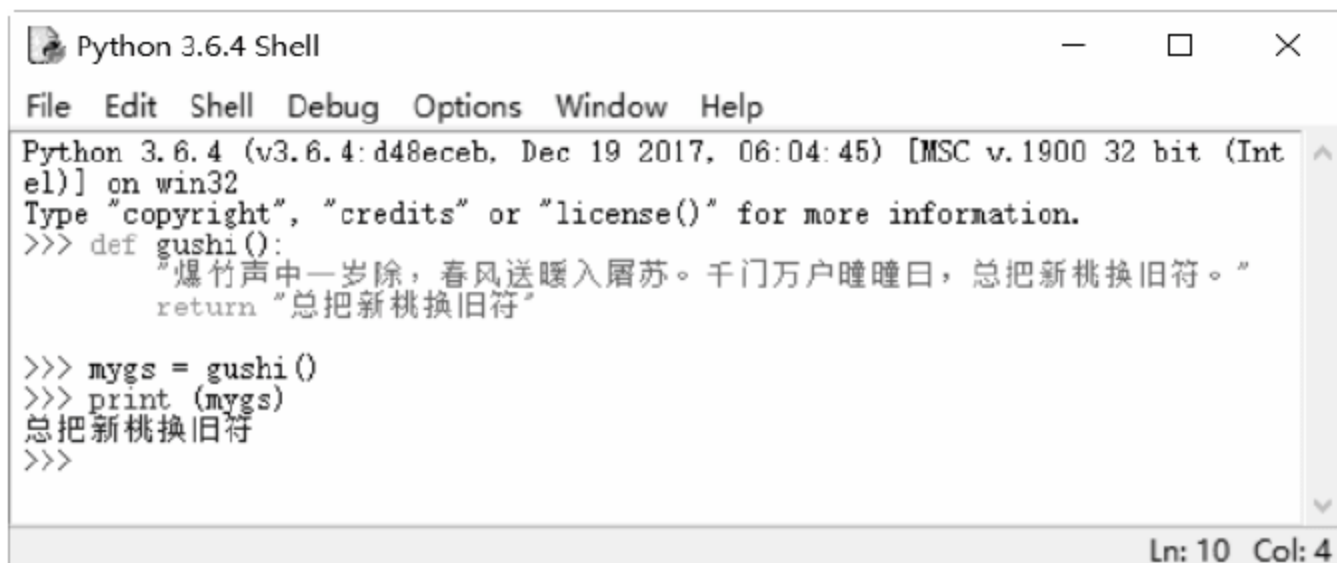 Python 3.6.4 Shell
File Edit Shell Debug Options Window Help
Python 3.6.4 (v3.6.4:d48eceb, Dec 19 2017, 06:04:45) [MSC v.1900 32 bit (Int
el)] on win32
Type "copyright", "credits" or "license()" for more information.
>>> def gushi():
"爆竹声中一岁除，春风送暖入屠苏。千门万户曈曈日，总把新桃换旧符。"
return "总把新桃换旧符"
>>> mygs = gushi()
>>> print (mygs)
总把新桃换旧符
>>>
Ln: 10 Col: 4